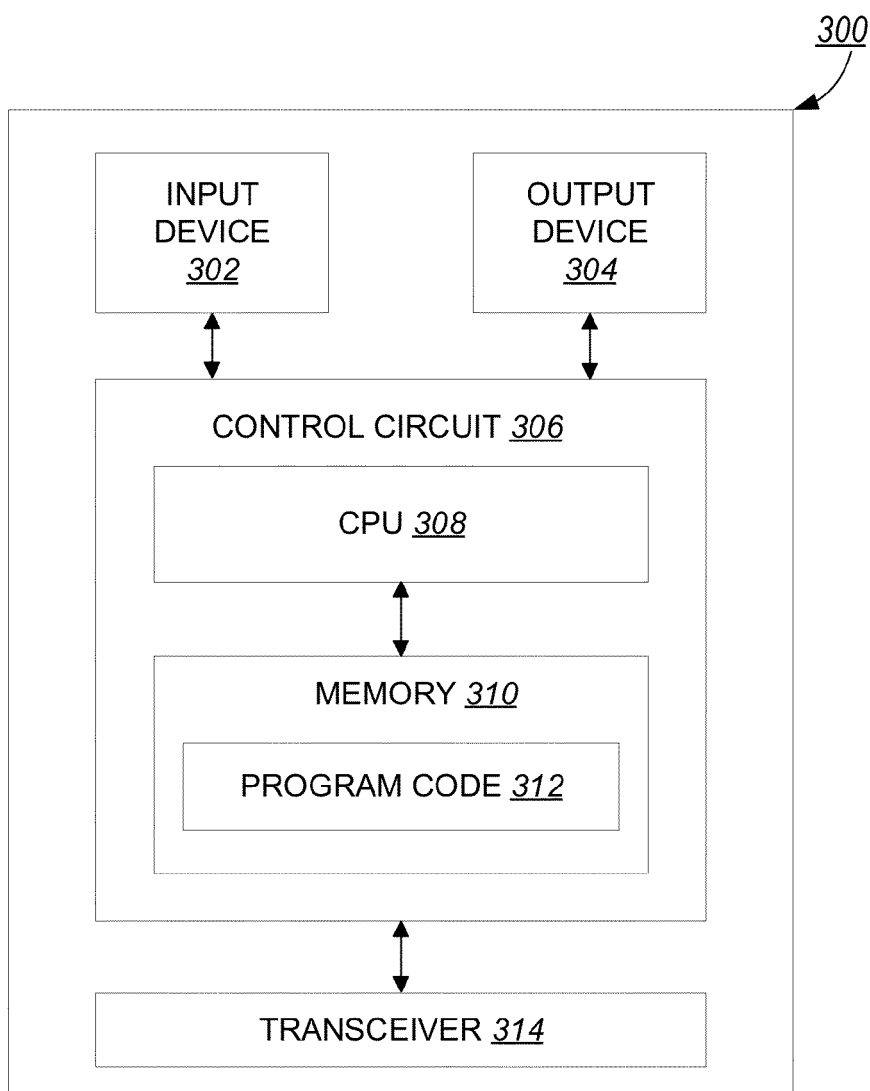 300
INPUT
DEVICE
302
OUTPUT
DEVICE
304
CONTROL CIRCUIT 306
CPU 308
MEMORY 310
PROGRAM CODE 312
TRANSCEIVER 314